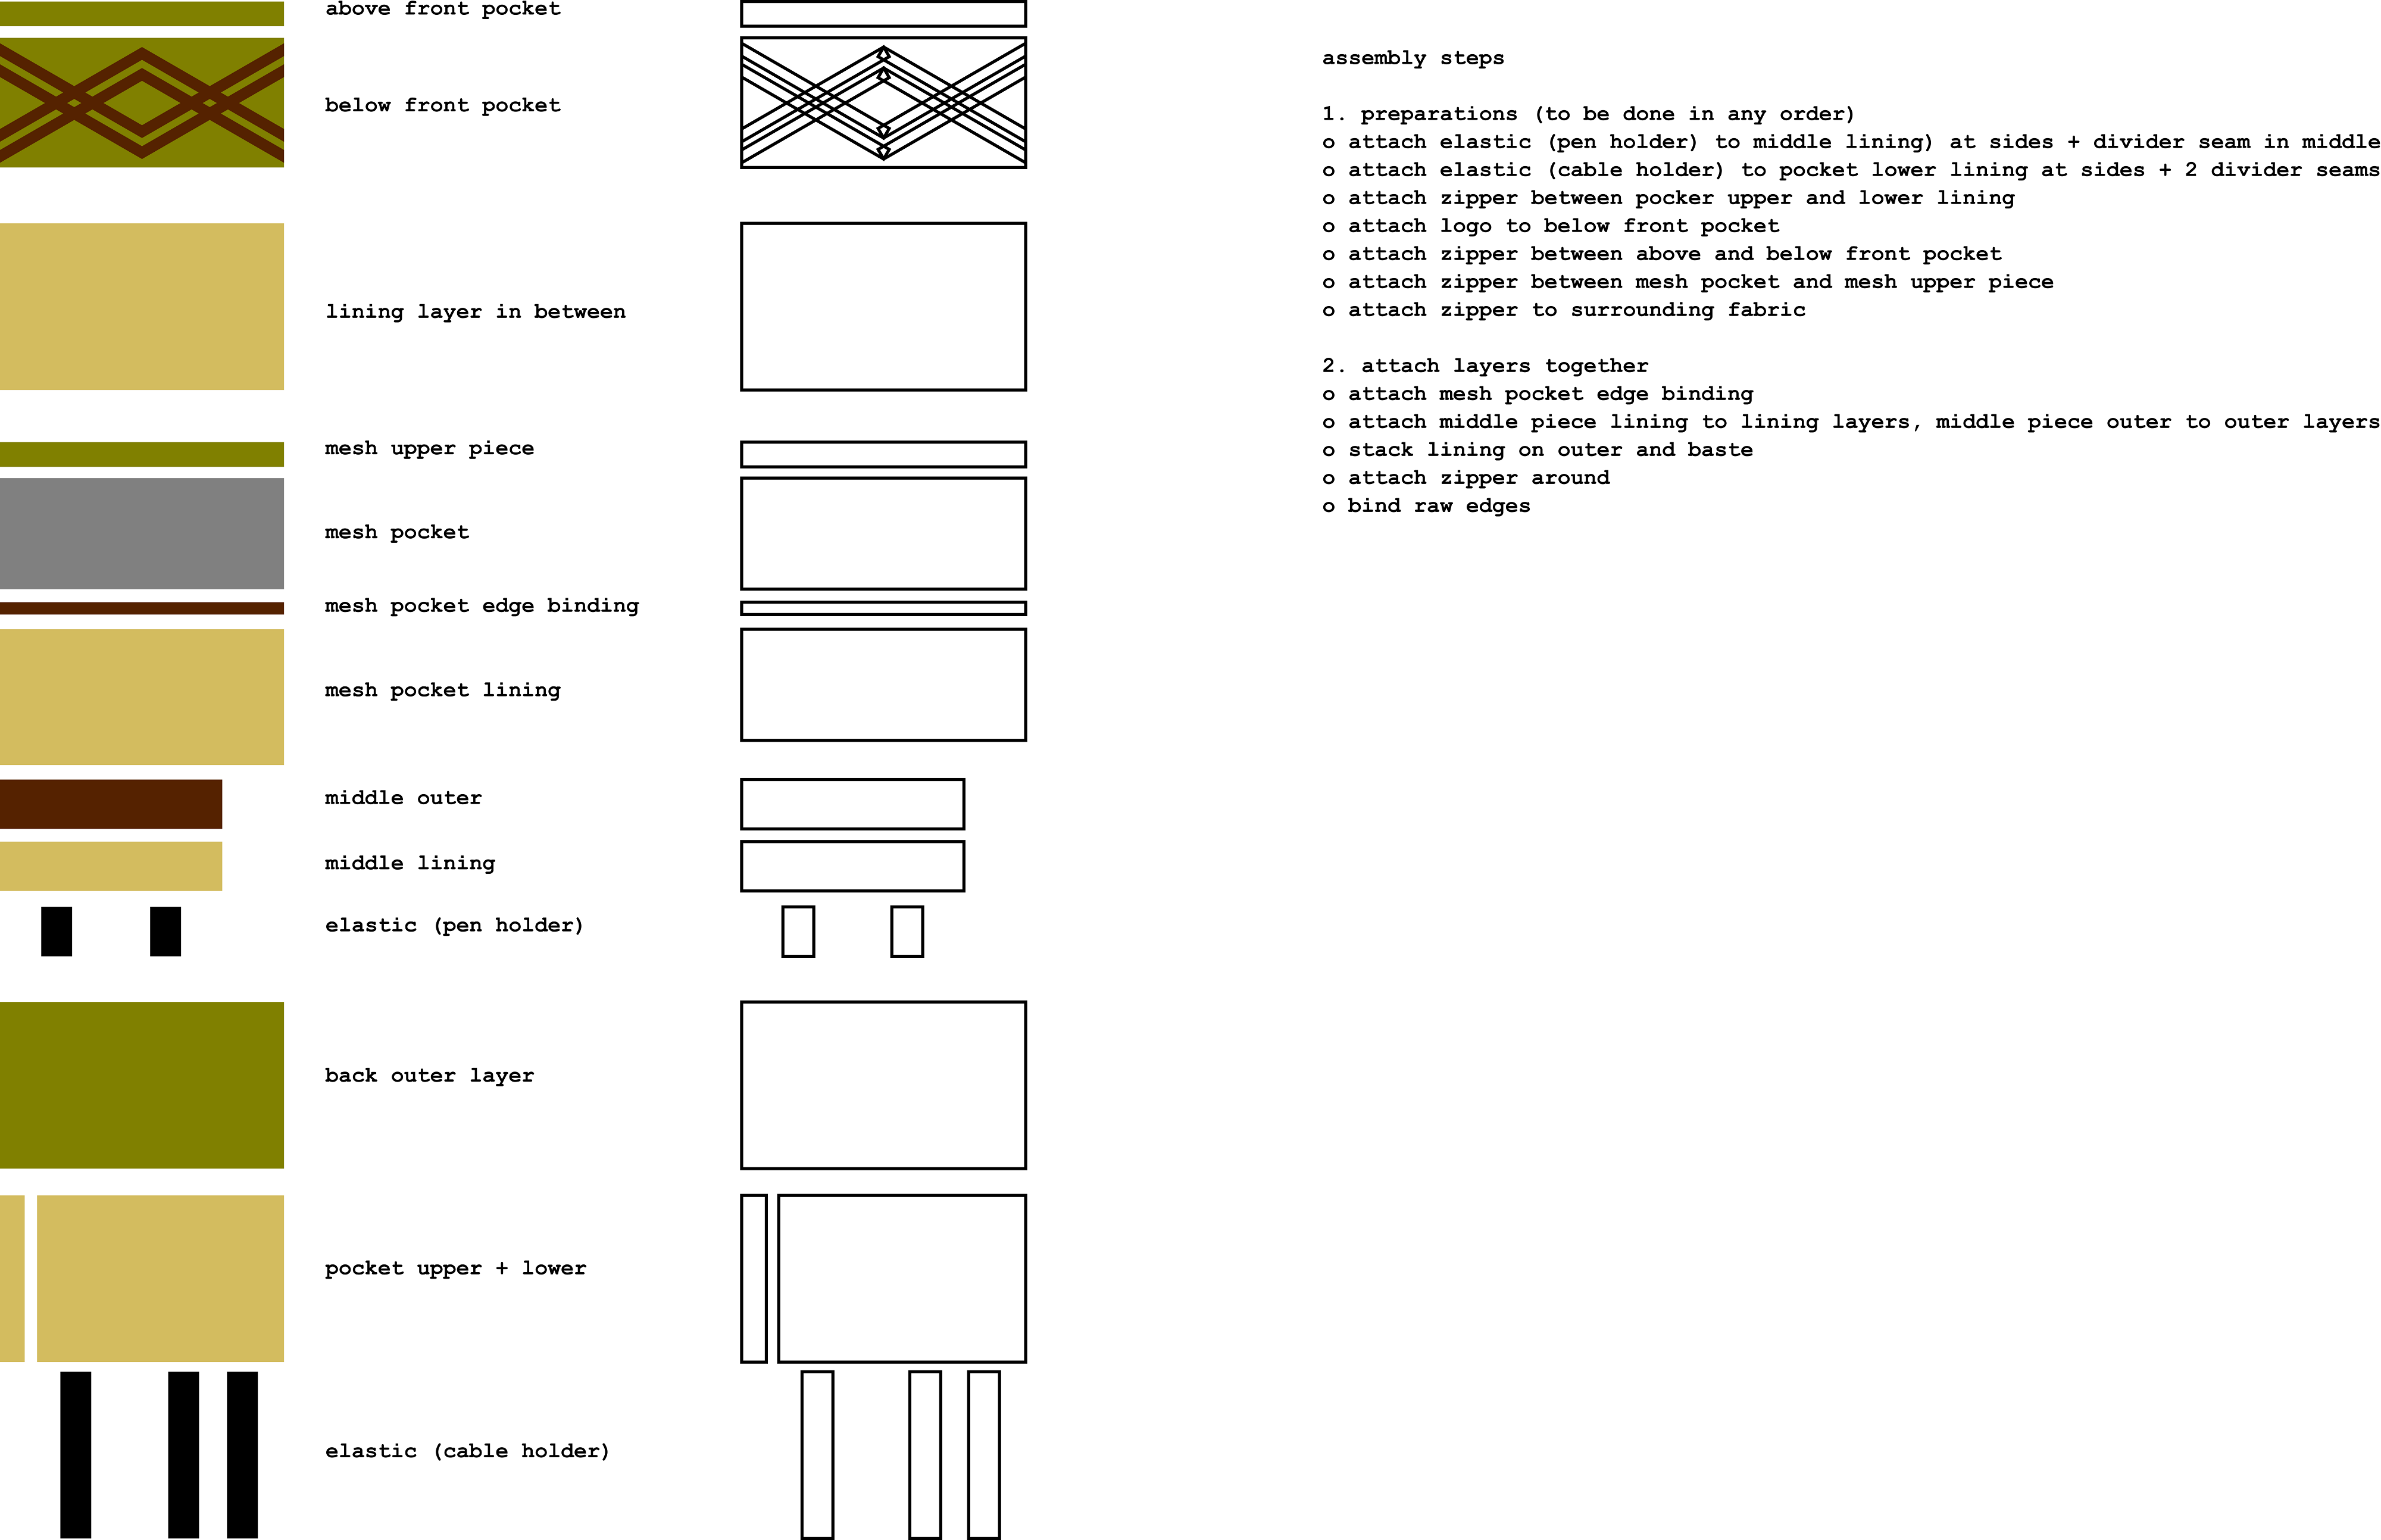 above front pocket
below front pocket
lining layer in between
mesh upper piece
mesh pocket
mesh pocket edge binding
mesh pocket lining
middle outer
middle lining
elastic (pen holder)
back outer layer
pocket upper + lower
elastic (cable holder)
assembly steps
1. preparations (to be done in any order)
o attach elastic (pen holder) to middle lining) at sides + divider seam in middle
o attach elastic (cable holder) to pocket lower lining at sides + 2 divider seams
o attach zipper between pocker upper and lower lining
o attach logo to below front pocket
o attach zipper between above and below front pocket
o attach zipper between mesh pocket and mesh upper piece
o attach zipper to surrounding fabric
2. attach layers together
o attach mesh pocket edge binding
o attach middle piece lining to lining layers, middle piece outer to outer layers
o stack lining on outer and baste
o attach zipper around
o bind raw edges